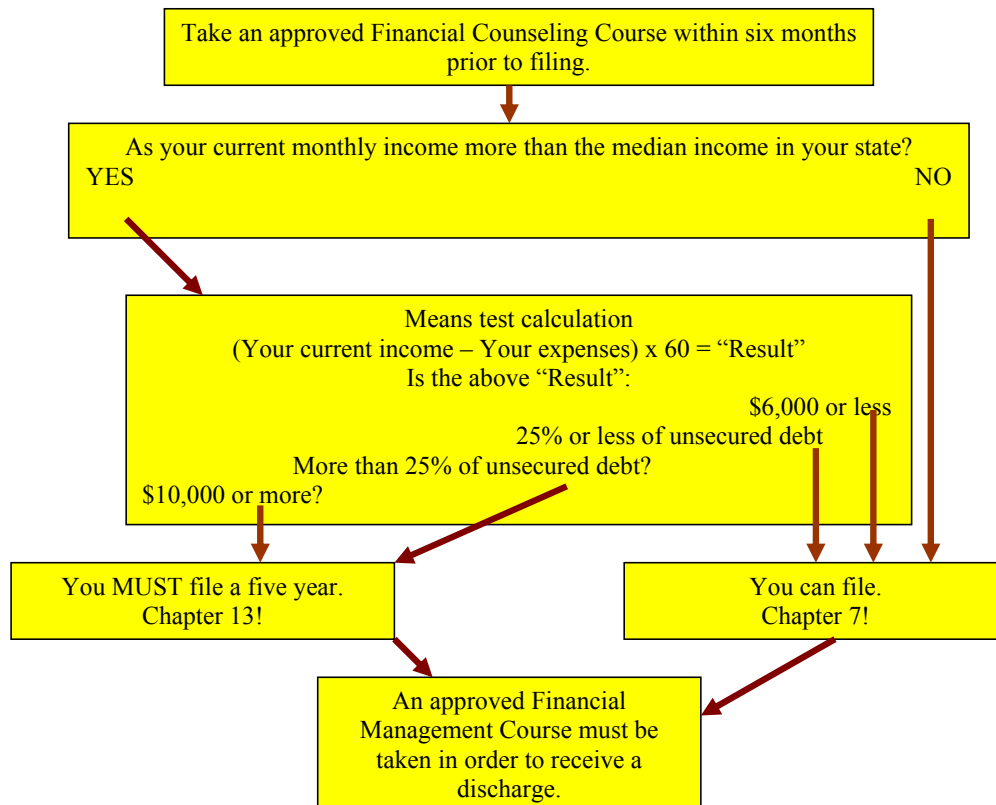 Take an approved Financial Counseling Course within six months
prior to filing.
As your current monthly income more than the median income in your state?
YES NO
Means test calculation
(Your current income – Your expenses) x 60 = “Result”
Is the above “Result”:
$6,000 or less
25% or less of unsecured debt
More than 25% of unsecured debt?
$10,000 or more?
You MUST file a five year.
Chapter 13!
You can file.
Chapter 7!
An approved Financial
Management Course must be
taken in order to receive a
discharge.